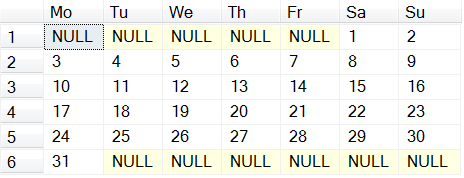 Mo Tu We Th Fr Sa Su
1 NULL NULL NULL NULL NULL 1 2
2 3 4 5 6 7 8 9
3 10 11 12 13 14 15 16
4 17 18 19 20 21 22 23
5 24 25 26 27 28 29 30
6 31 NULL NULL NULL NULL NULL NULL